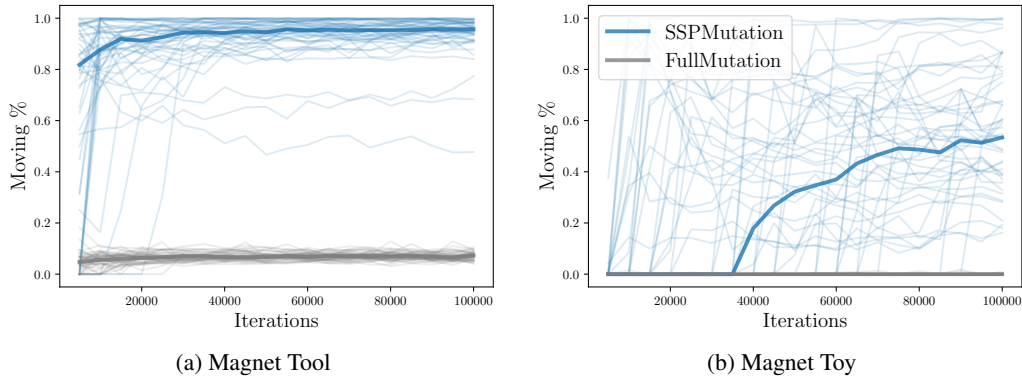 1.0
0.8
0.6
0.4
0.2
0.0
Moving %
20000 40000 60000 80000 100000
Iterations
(a) Magnet Tool
1.0
0.8
0.6
0.4
0.2
0.0
Moving %
SSPMutation
FullMutation
20000 40000 60000 80000 100000
Iterations
(b) Magnet Toy